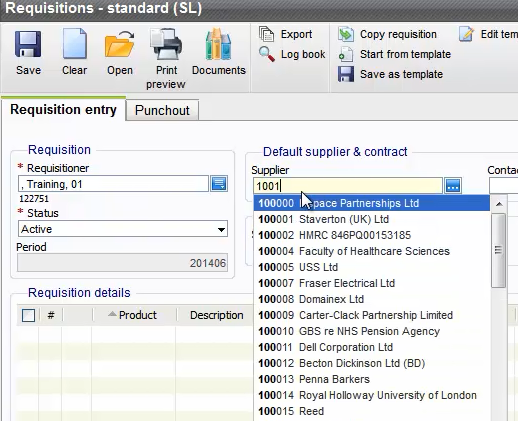 Requisitions - standard (SL)
Save
Clear
Open
Print preview
Documents
Export
Log book
Copy requisition
Start from template
Save as template
Edit tem
Requisition entry
Punchout
Requisition
* Requisitioner
, Training, 01
122751
* Status
Active
Period
201406
Default supplier & contract
Supplier
Contac
1001
100000 space Partnerships Ltd
100001 Staverton (UK) Ltd
100002 HMRC 846PQ00153185
100004 Faculty of Healthcare Sciences
100005 USS Ltd
100007 Fraser Electrical Ltd
100008 Domainex Ltd
100009 Carter-Clack Partnership Limited
100010 GBS re NHS Pension Agency
100011 Dell Corporation Ltd
100012 Becton Dickinson Ltd (BD)
100013 Penna Barkers
100014 Royal Holloway University of London
100015 Reed
Requisition details
# Product Description